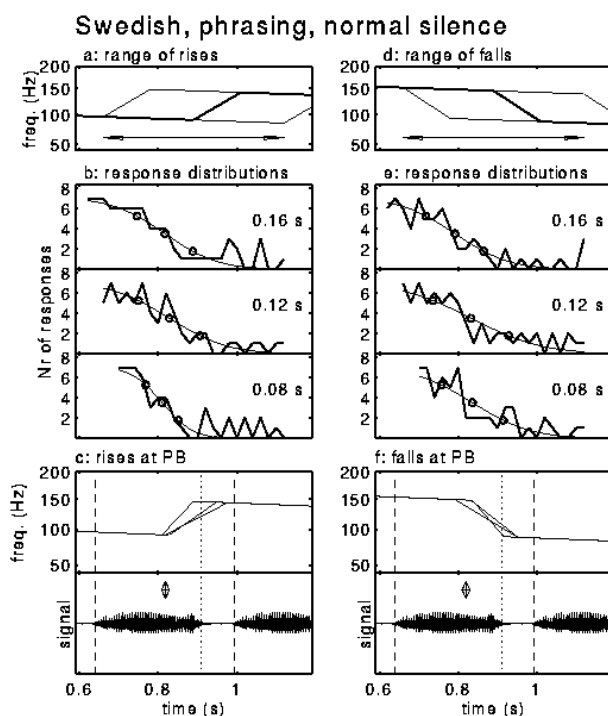 Swedish, phrasing, normal silence
a: range of rises
200
150
100
50
freq. (Hz)
d: range of falls
200
150
100
50
b: response distributions
8
6
4
2
0.16 s
8
6
4
2
0.12 s
8
6
4
2
0.08 s
Nr of responses
e: response distributions
8
6
4
2
0.16 s
8
6
4
2
0.12 s
8
6
4
2
0.08 s
c: rises at PB
200
150
100
50
freq. (Hz)
signal
0.6 0.8 1
time (s)
f: falls at PB
200
150
100
50
signal
0.6 0.8 1
time (s)